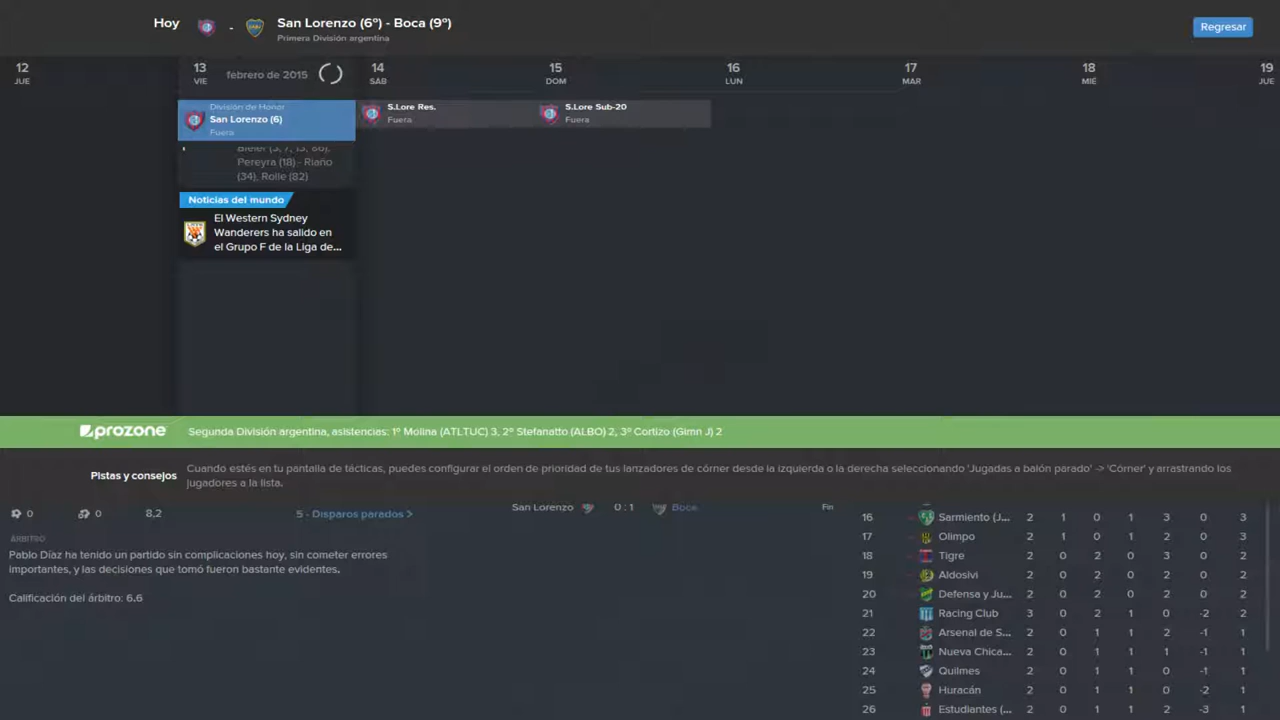 Hoy - San Lorenzo (6º) - Boca (9º)
Primera División argentina
Regresar
12 JUE
13 VIE
febrero de 2015
14 SAB
15 DOM
16 LUN
17 MAR
18 MIE
19 JUE
División de Honor
San Lorenzo (6)
Fuera
S.Lore Res.
Fuera
S.Lore Sub-20
Fuera
Bieler (3, 7, 13, 86),
Pereyra (18) - Riaño
(34), Rolle (82)
Noticias del mundo
El Western Sydney
Wanderers ha salido en
el Grupo F de la Liga de...
prozone
Segunda División argentina, asistencias: 1º Molina (ATLTUC) 3, 2º Stefanatto (ALBO) 2, 3º Cortizo (Gimn J) 2
Pistas y consejos
Cuando estés en tu pantalla de tácticas, puedes configurar el orden de prioridad de tus lanzadores de córner desde la izquierda o la derecha seleccionando 'Jugadas a balón parado' -> 'Córner' y arrastrando los
jugadores a la lista.
0 0 8,2 5 - Disparos parados >
ÁRBITRO
Pablo Díaz ha tenido un partido sin complicaciones hoy, sin cometer errores
importantes, y las decisiones que tomó fueron bastante evidentes.
Calificación del árbitro: 6.6
San Lorenzo 0 : 1 Boca Fin
16 Sarmiento (J... 2 1 0 1 3 0 3
17 Olimpo 2 1 0 1 2 0 3
18 Tigre 2 0 2 0 3 0 2
19 Aldosivi 2 0 2 0 2 0 2
20 Defensa y Ju... 2 0 2 0 2 0 2
21 Racing Club 3 0 2 1 0 -2 2
22 Arsenal de S... 2 0 1 1 2 -1 1
23 Nueva Chica... 2 0 1 1 1 -1 1
24 Quilmes 2 0 1 1 0 -1 1
25 Huracán 2 0 1 1 0 -2 1
26 Estudiantes (... 2 0 1 1 2 -3 1